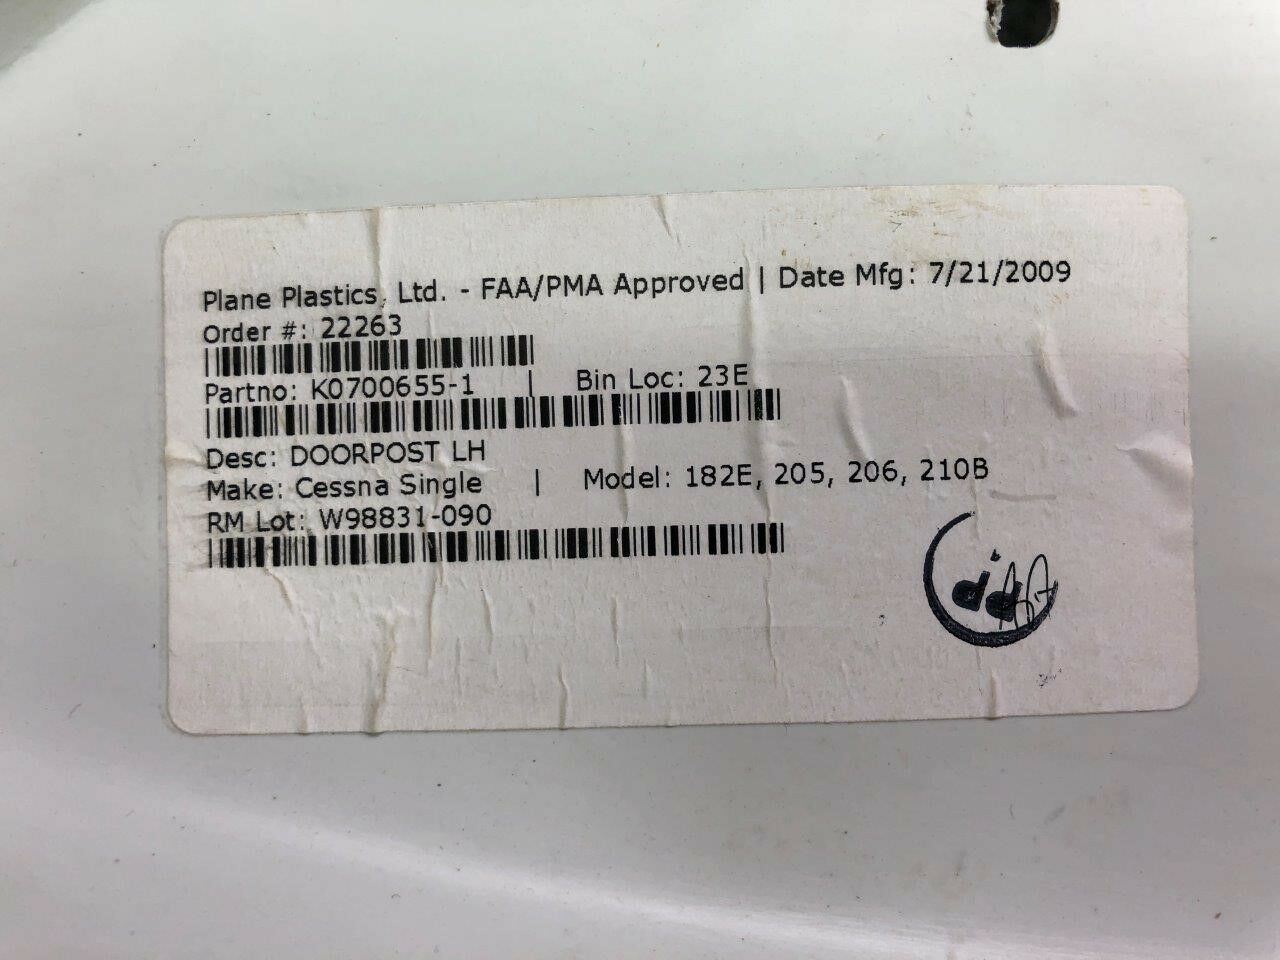 Plane Plastics, Ltd. - FAA/PMA Approved | Date Mfg: 7/21/2009
Order #: 22263
Partno: K0700655-1 | Bin Loc: 23E
Desc: DOORPOST LH
Make: Cessna Single | Model: 182E, 205, 206, 210B
RM Lot: W98831-090